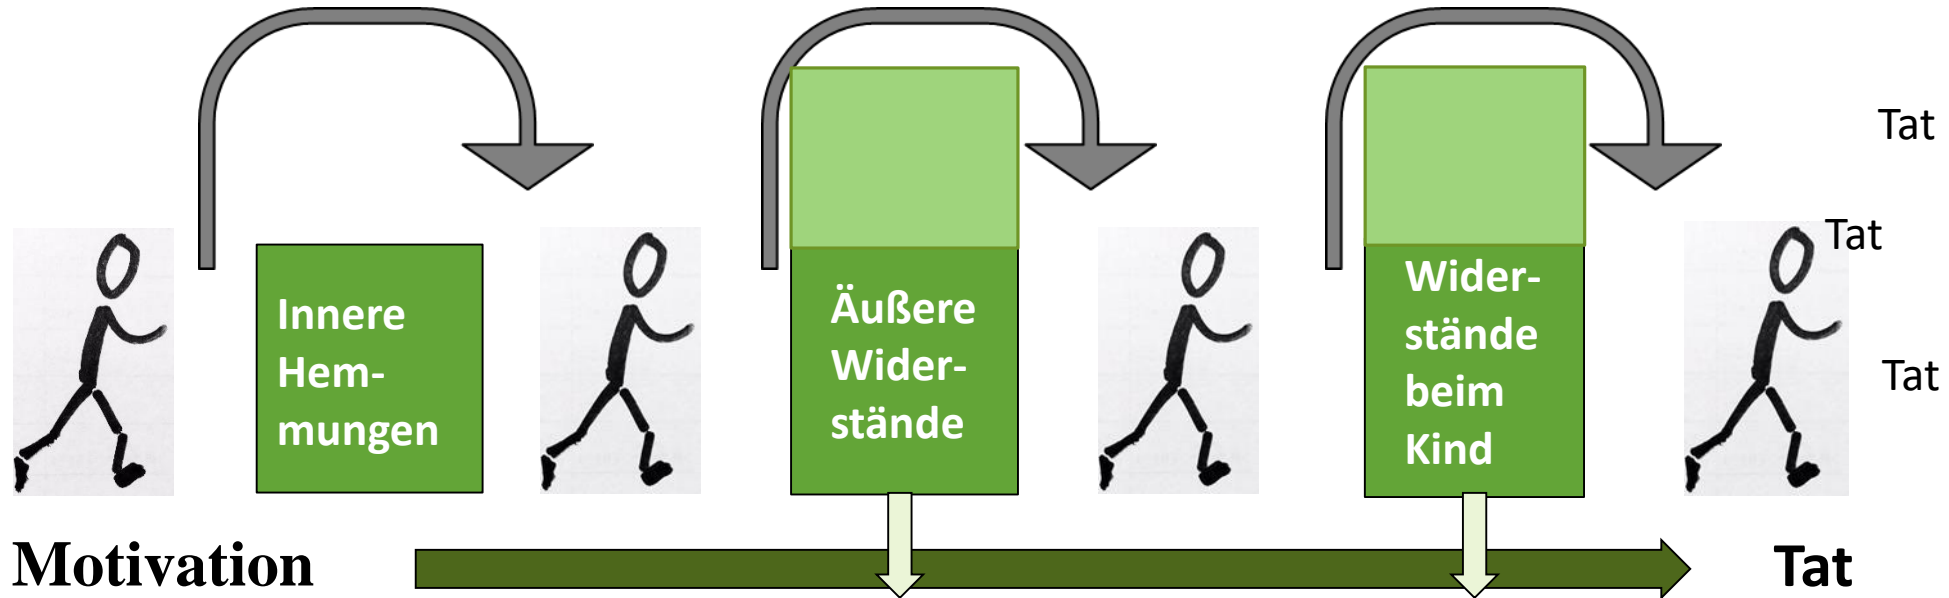 Innere
Hem-
mungen
Äußere
Wider-
stände
Wider-
stände
beim
Kind
Tat
Tat
Tat
Motivation
Tat